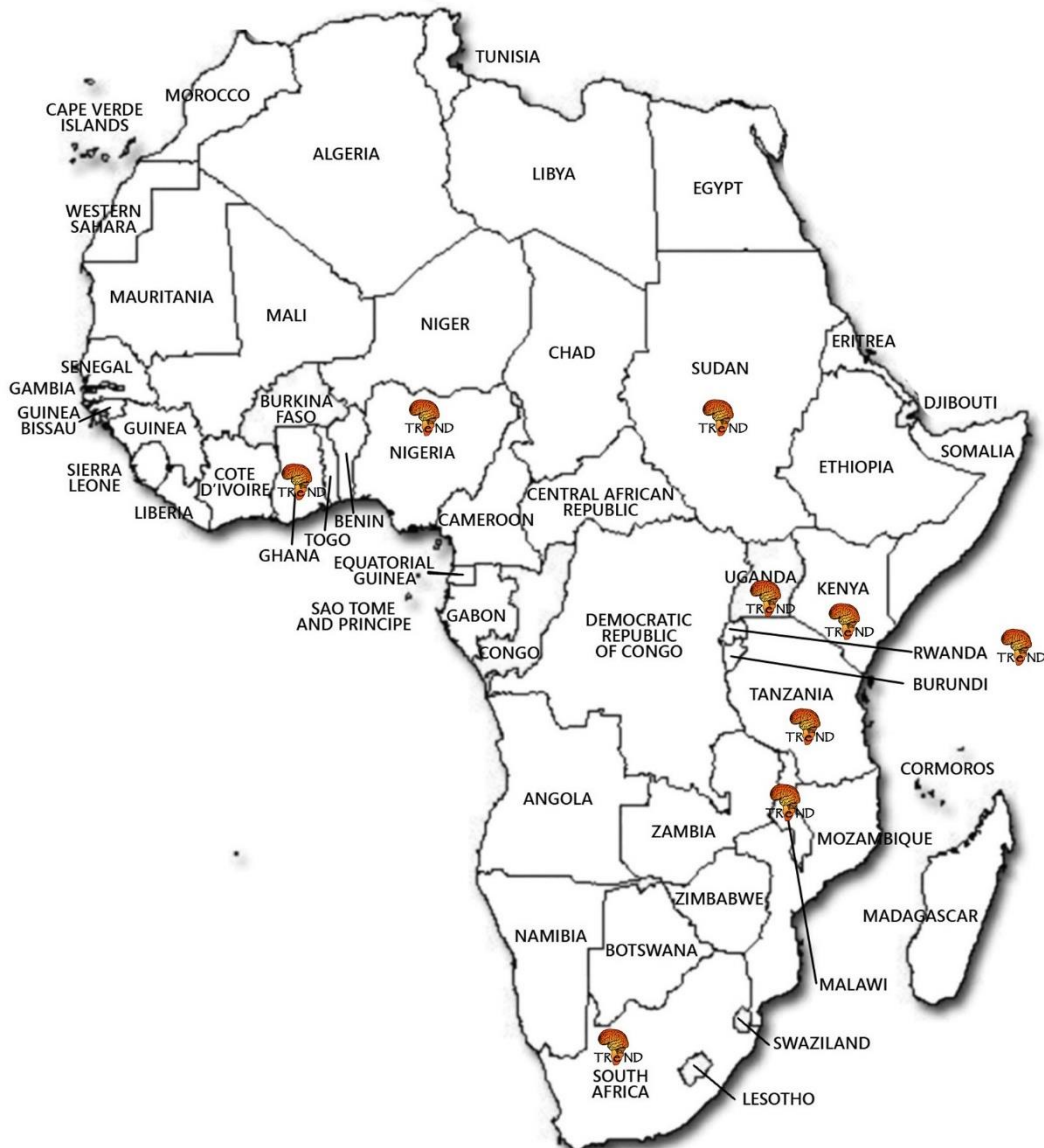 TUNISIA
MOROCCO
CAPE VERDE
ISLANDS
ALGERIA
LIBYA
EGYPT
WESTERN
SAHARA
MAURITANIA
MALI
NIGER
CHAD
SUDAN
ERITREA
SENEGAL
GAMBIA
GUINEA
BISSAU
GUINEA
BURKINA
FASO
TReND
NIGERIA
TReND
DJIBOUTI
SOMALIA
ETHIOPIA
SIERRA
LEONE
COTE
D'IVOIRE
TReND
LIBERIA
GHANA
TOGO
BENIN
CAMEROON
CENTRAL AFRICAN
REPUBLIC
EQUATORIAL
GUINEA
SAO TOME
AND PRINCIPE
GABON
CONGO
DEMOCRATIC
REPUBLIC
OF CONGO
UGANDA
TReND
KENYA
TReND
RWANDA
TReND
BURUNDI
TANZANIA
TReND
CORMOROS
ANGOLA
ZAMBIA
TReND
MOZAMBIQUE
ZIMBABWE
MADAGASCAR
NAMIBIA
BOTSWANA
MALAWI
TReND
SOUTH
AFRICA
SWAZILAND
LESOTHO